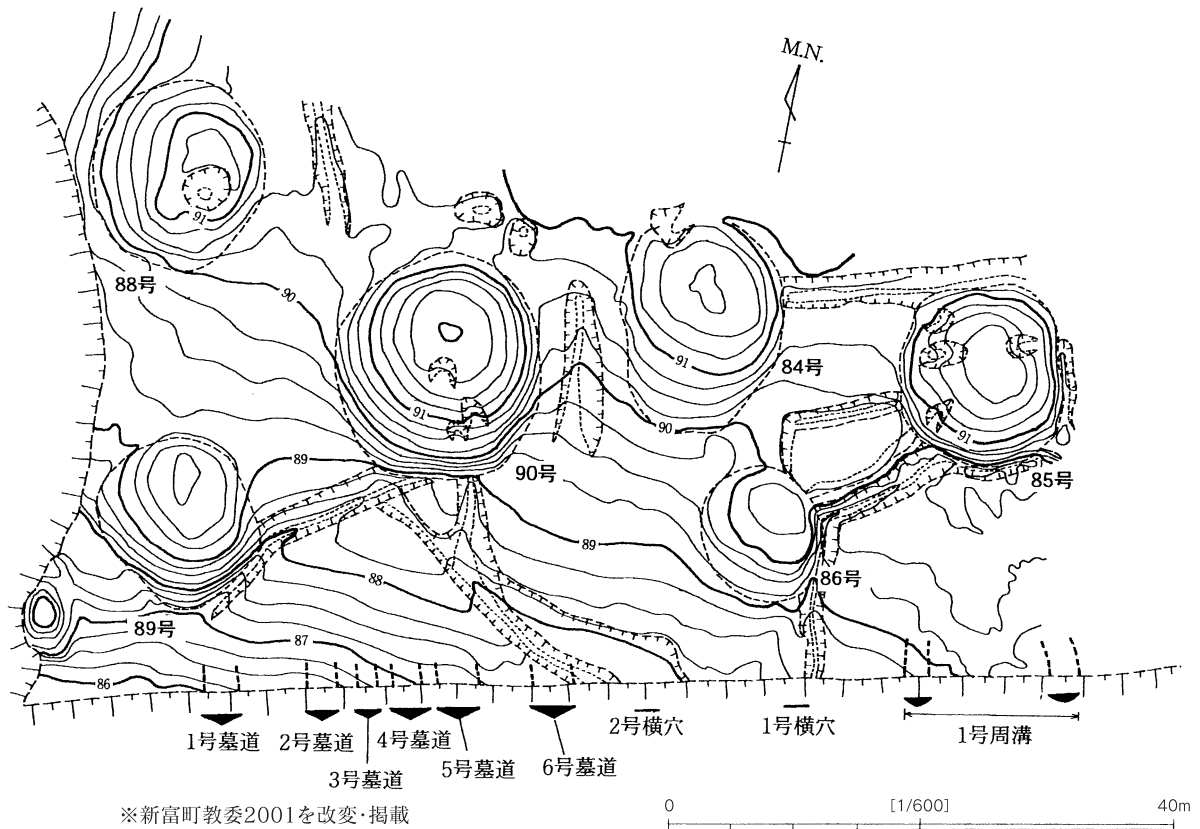 M.N.
91
88号
90
91
84号
91
90
91
85号
90号
89
89
86号
88
89号
87
86
1号墓道
2号墓道
3号墓道
4号墓道
5号墓道
6号墓道
2号横穴
1号横穴
1号周溝
※新富町教委2001を改変・掲載
0 [1/600] 40m